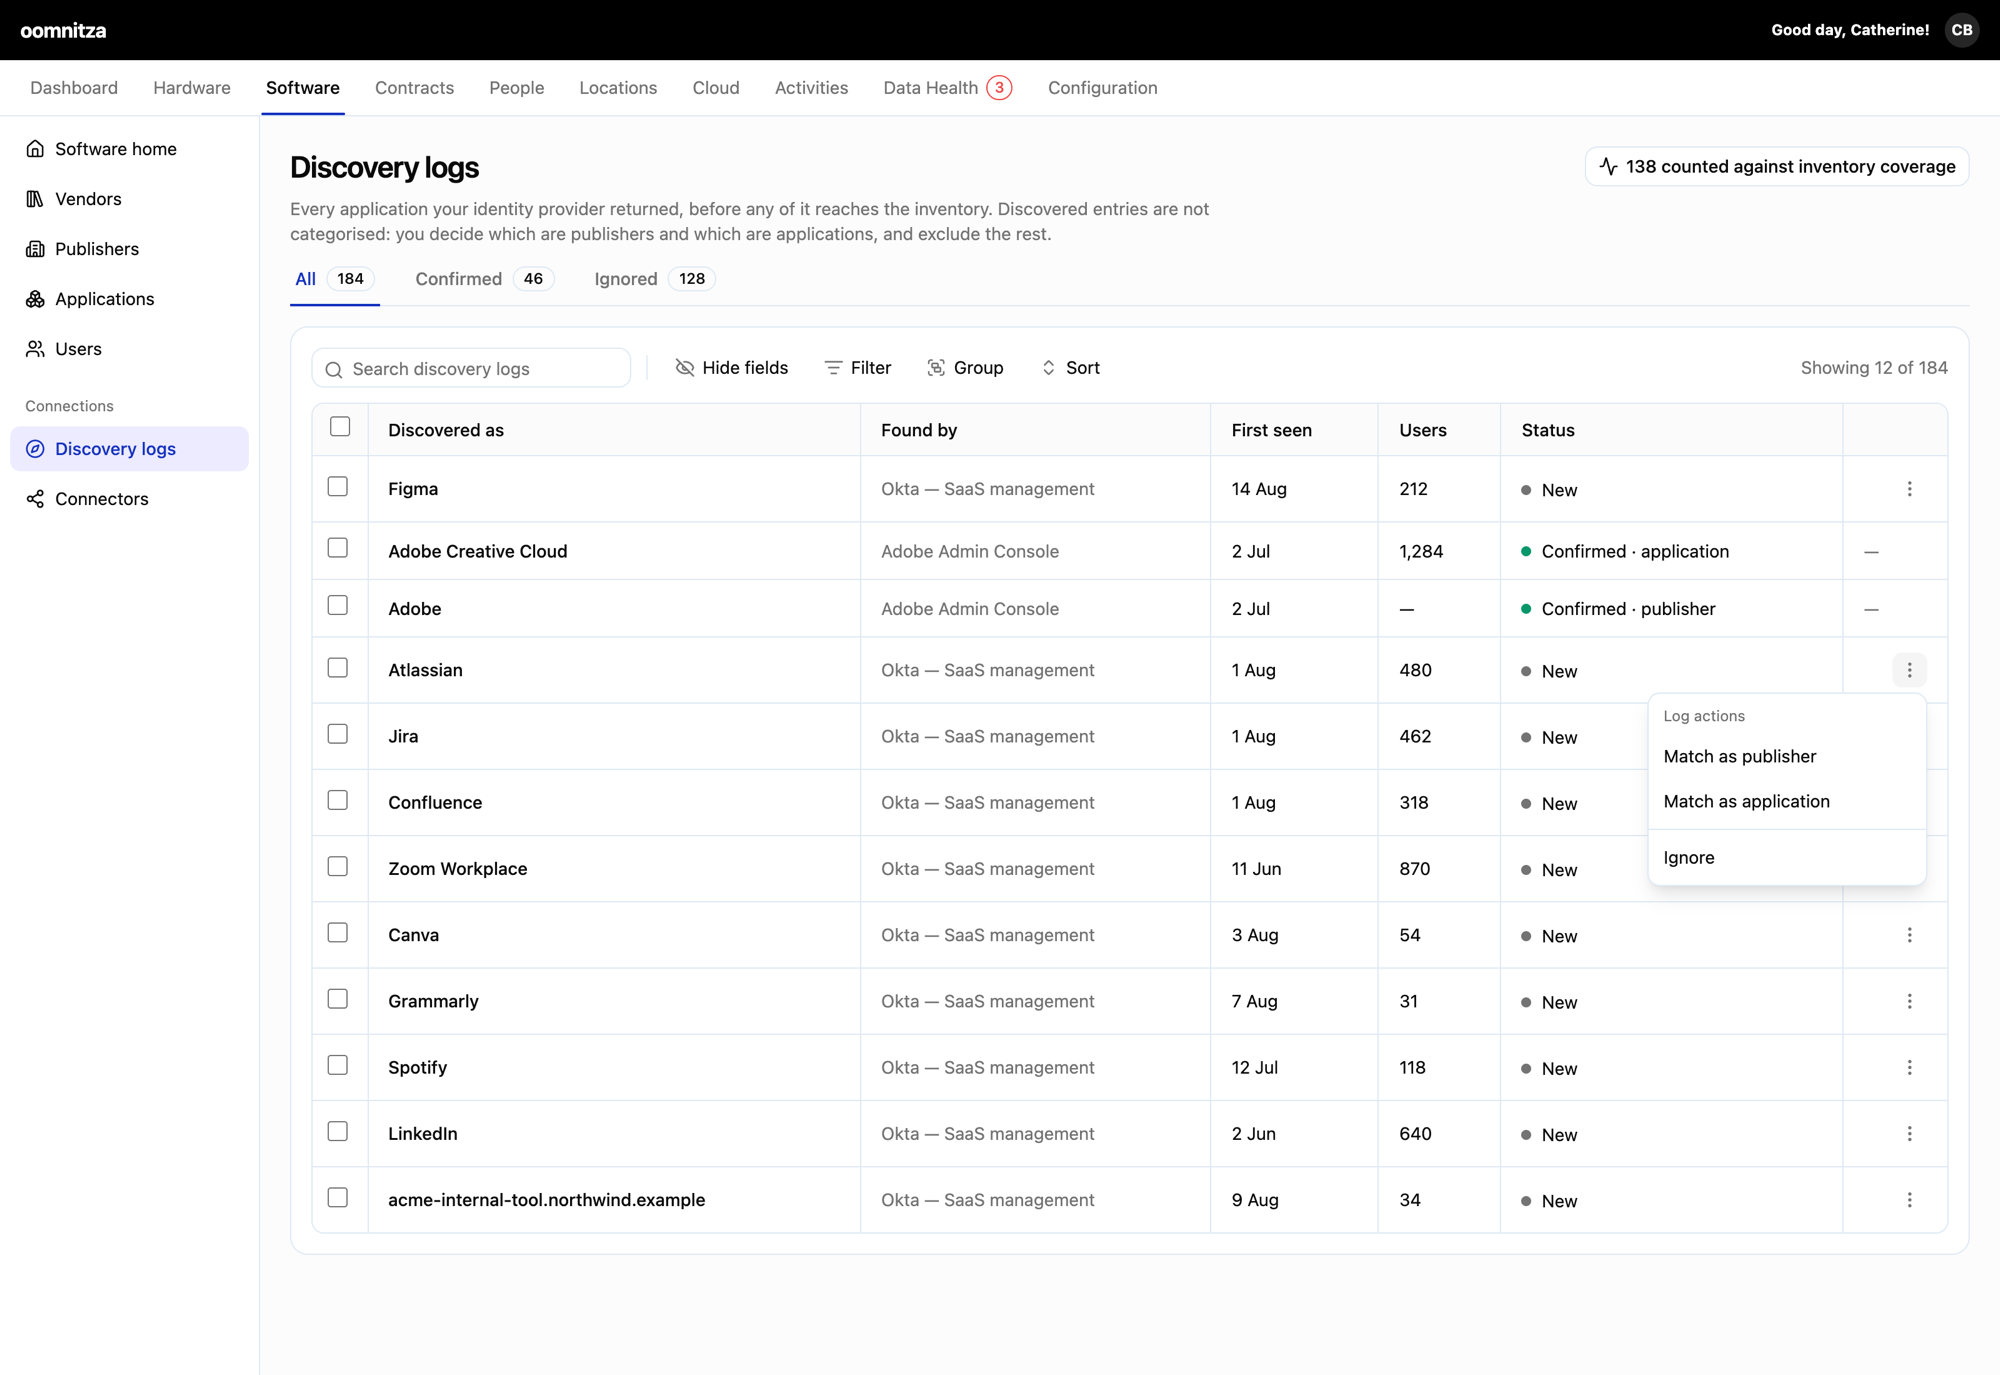 oomnitza
Good day, Catherine! CB
Dashboard Hardware Software Contracts People Locations Cloud Activities Data Health 3 Configuration
Software home
Vendors
Publishers
Applications
Users
Connections
Discovery logs
Connectors
Discovery logs
138 counted against inventory coverage
Every application your identity provider returned, before any of it reaches the inventory. Discovered entries are not
categorised: you decide which are publishers and which are applications, and exclude the rest.
All 184 Confirmed 46 Ignored 128
Search discovery logs Hide fields Filter Group Sort Showing 12 of 184
Discovered as Found by First seen Users Status
Figma Okta — SaaS management 14 Aug 212 New
Adobe Creative Cloud Adobe Admin Console 2 Jul 1,284 Confirmed · application —
Adobe Adobe Admin Console 2 Jul — Confirmed · publisher —
Atlassian Okta — SaaS management 1 Aug 480 New
Jira Okta — SaaS management 1 Aug 462 New
Confluence Okta — SaaS management 1 Aug 318 New
Zoom Workplace Okta — SaaS management 11 Jun 870 New
Canva Okta — SaaS management 3 Aug 54 New
Grammarly Okta — SaaS management 7 Aug 31 New
Spotify Okta — SaaS management 12 Jul 118 New
LinkedIn Okta — SaaS management 2 Jun 640 New
acme-internal-tool.northwind.example Okta — SaaS management 9 Aug 34 New
Log actions
Match as publisher
Match as application
Ignore